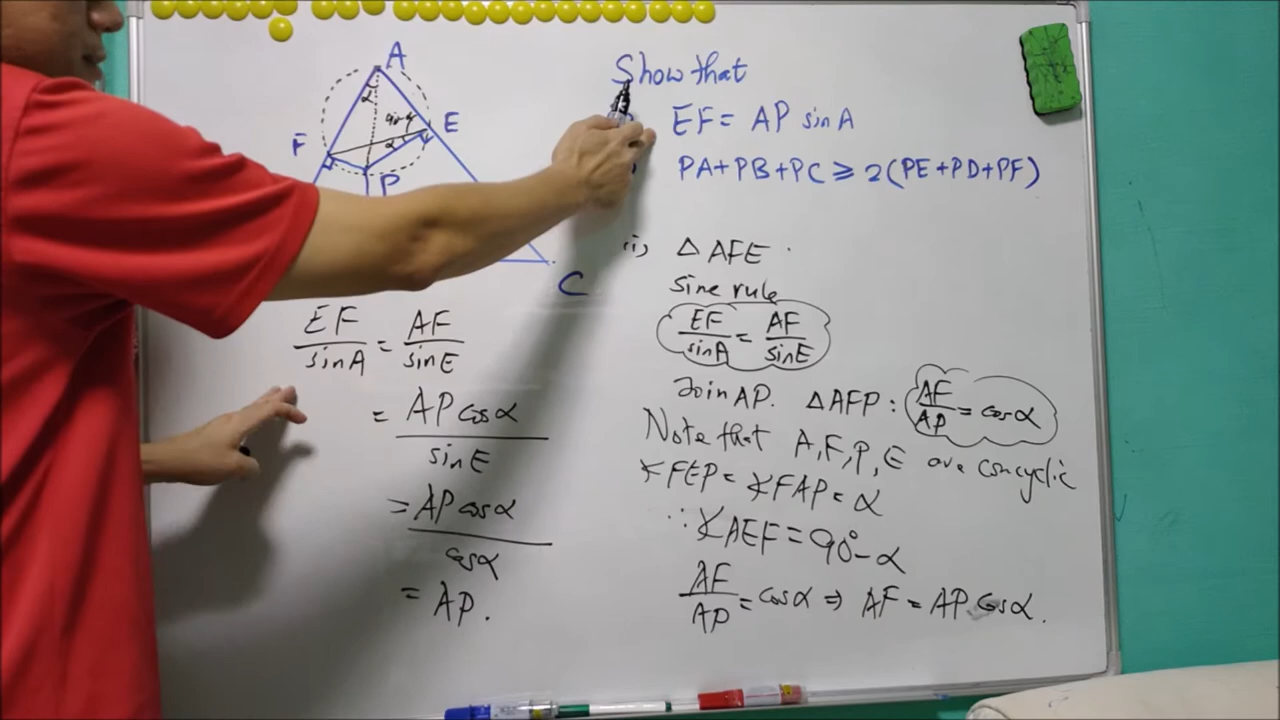 Show that
EF = AP sin A
PA+PB+PC ⩾ 2(PE+PD+PF)
A
α
F
E
α
P
C
i) △AFE .
sine rule
EF/sinA = AF/sinE
Join AP. △AFP : AF/AP = cosα
Note that A,F,P,E are concyclic
∡FEP = ∡FAP = α
∴ ∡AEF = 90° − α
AF/AP = cosα ⇒ AF = AP cosα.
EF/sinA = AF/sinE
= AP cosα/sinE
= AP cosα/cosα
= AP.